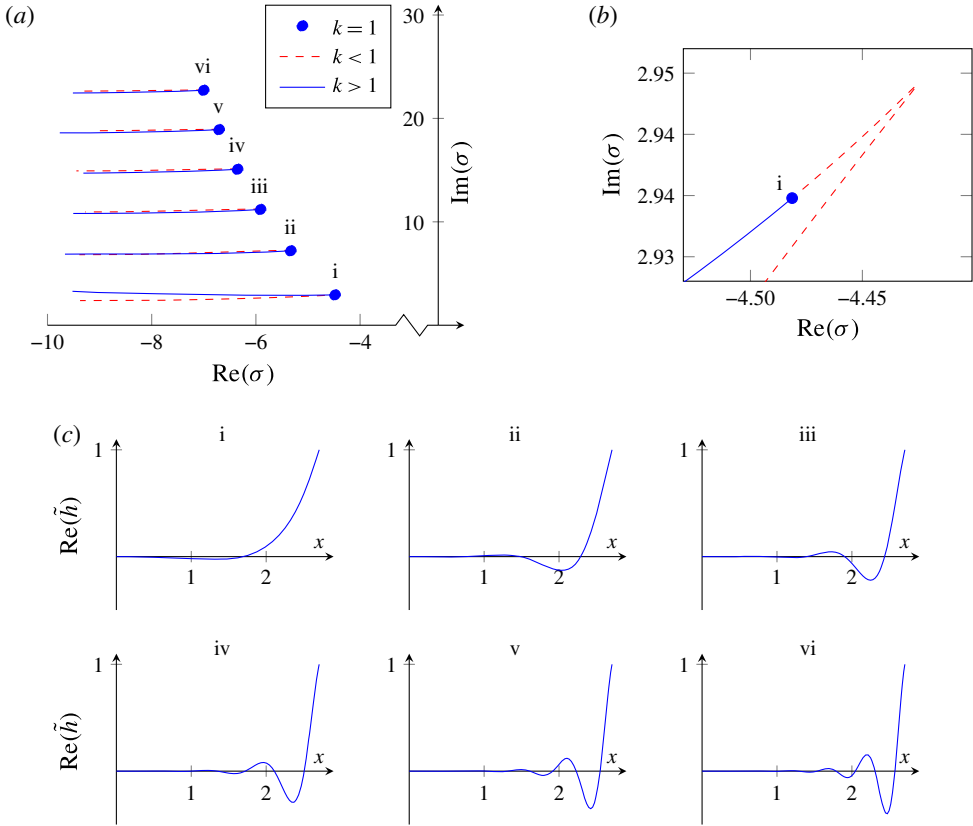 (a)
30
20
10
Im(σ)
k = 1
k < 1
k > 1
vi
v
iv
iii
ii
i
−10
−8
−6
−4
Re(σ)
(b)
2.95
2.94
2.94
2.93
Im(σ)
i
−4.50
−4.45
Re(σ)
(c)
i
1
Re(h̃)
x
1
2
ii
1
x
1
2
iii
1
x
1
2
iv
1
Re(h̃)
x
1
2
v
1
x
1
2
vi
1
x
1
2